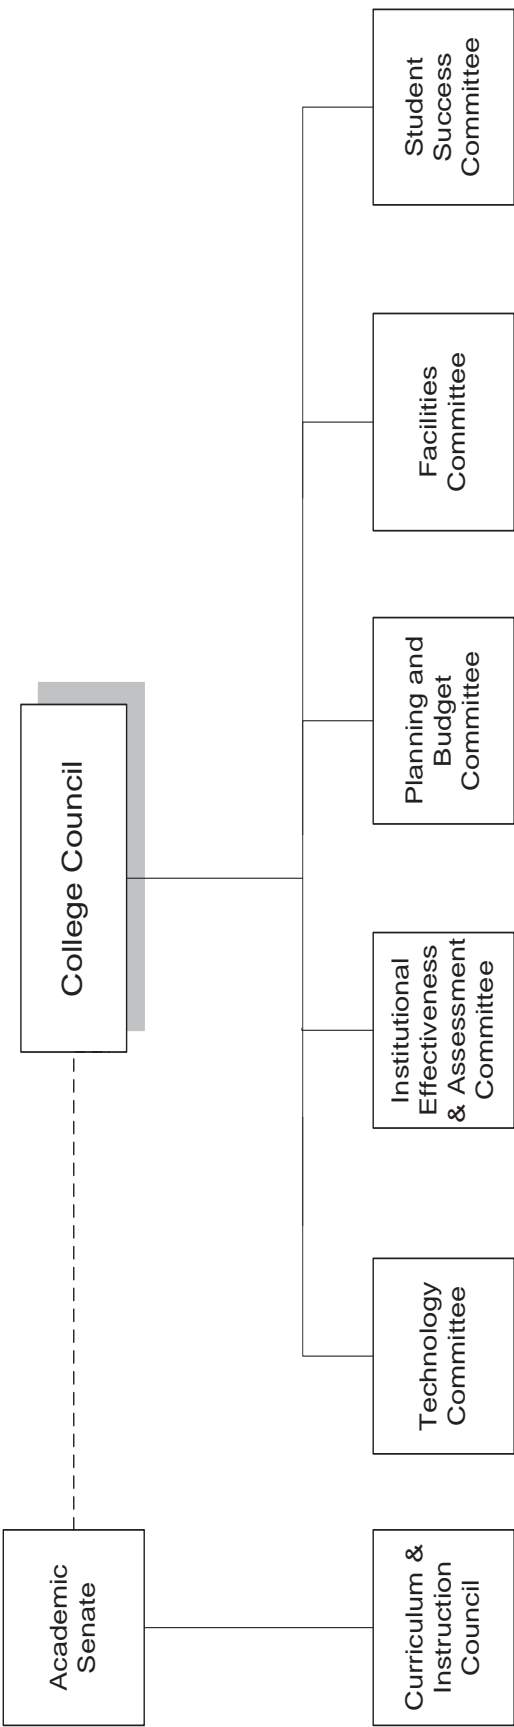 Academic
Senate
College Council
Curriculum &
Instruction
Council
Technology
Committee
Institutional
Effectiveness
& Assessment
Committee
Planning and
Budget
Committee
Facilities
Committee
Student
Success
Committee